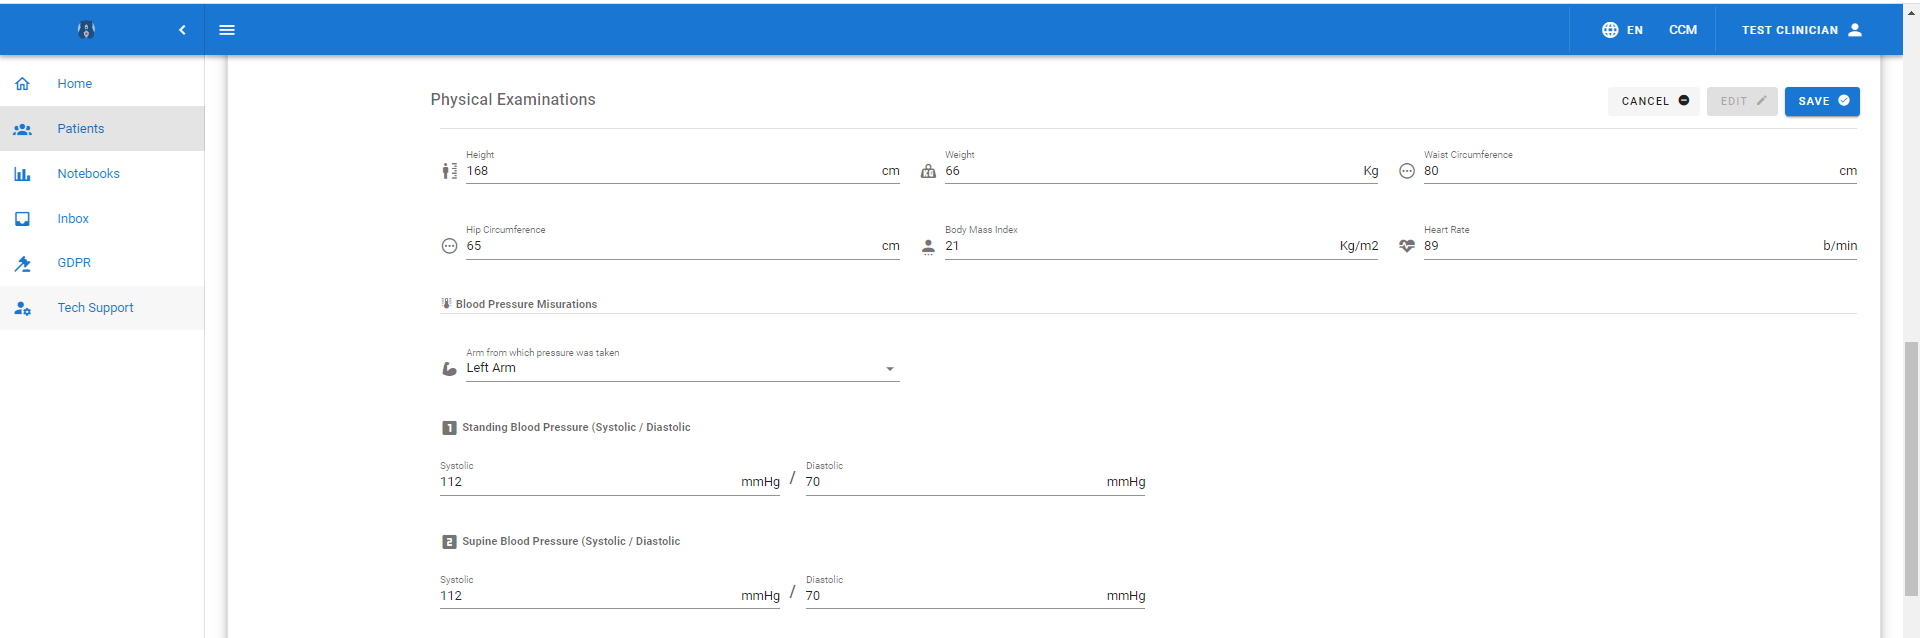 EN CCM TEST CLINICIAN
Home
Patients
Notebooks
Inbox
GDPR
Tech Support
Physical Examinations
CANCEL EDIT SAVE
Height
168 cm
Weight
66 Kg
Waist Circumference
80 cm
Hip Circumference
65 cm
Body Mass Index
21 Kg/m2
Heart Rate
89 b/min
Blood Pressure Misurations
Arm from which pressure was taken
Left Arm
1 Standing Blood Pressure (Systolic / Diastolic
Systolic
112 mmHg /
Diastolic
70 mmHg
2 Supine Blood Pressure (Systolic / Diastolic
Systolic
112 mmHg /
Diastolic
70 mmHg